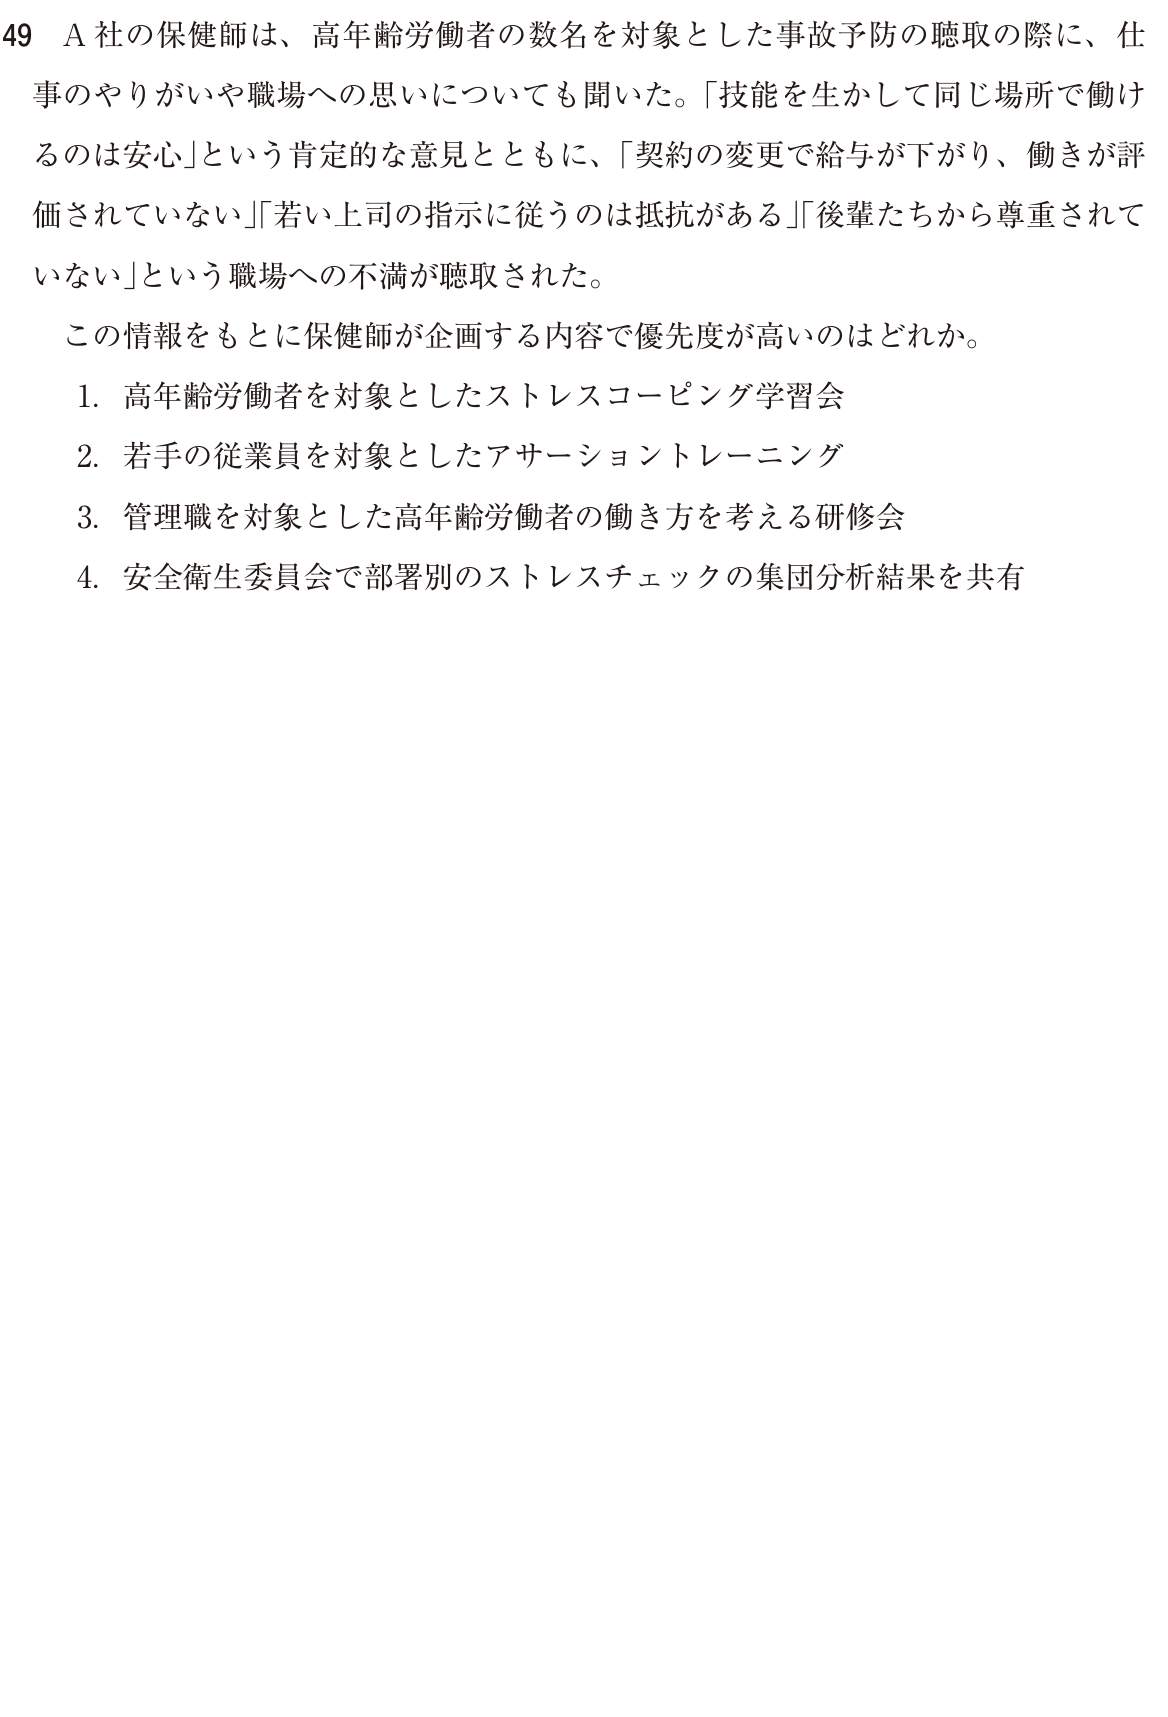 49 A 社の保健師は、高年齢労働者の数名を対象とした事故予防の聴取の際に、仕
事のやりがいや職場への思いについても聞いた。「技能を生かして同じ場所で働け
るのは安心」という肯定的な意見とともに、「契約の変更で給与が下がり、働きが評
価されていない」「若い上司の指示に従うのは抵抗がある」「後輩たちから尊重されて
いない」という職場への不満が聴取された。
この情報をもとに保健師が企画する内容で優先度が高いのはどれか。
1. 高年齢労働者を対象としたストレスコーピング学習会
2. 若手の従業員を対象としたアサーショントレーニング
3. 管理職を対象とした高年齢労働者の働き方を考える研修会
4. 安全衛生委員会で部署別のストレスチェックの集団分析結果を共有